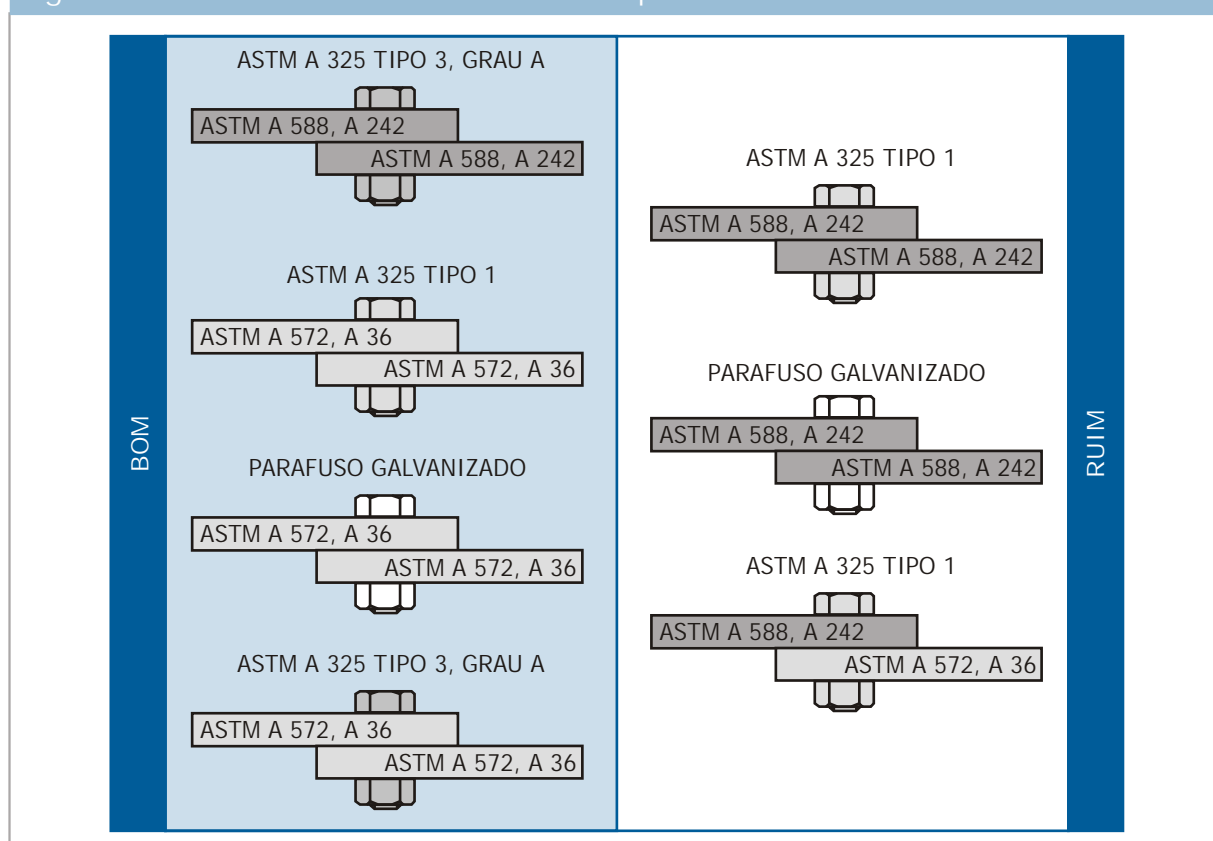 BOM
ASTM A 325 TIPO 3, GRAU A
ASTM A 588, A 242
ASTM A 588, A 242
ASTM A 325 TIPO 1
ASTM A 572, A 36
ASTM A 572, A 36
PARAFUSO GALVANIZADO
ASTM A 572, A 36
ASTM A 572, A 36
ASTM A 325 TIPO 3, GRAU A
ASTM A 572, A 36
ASTM A 572, A 36
ASTM A 325 TIPO 1
ASTM A 588, A 242
ASTM A 588, A 242
PARAFUSO GALVANIZADO
ASTM A 588, A 242
ASTM A 588, A 242
ASTM A 325 TIPO 1
ASTM A 588, A 242
ASTM A 572, A 36
RUIM